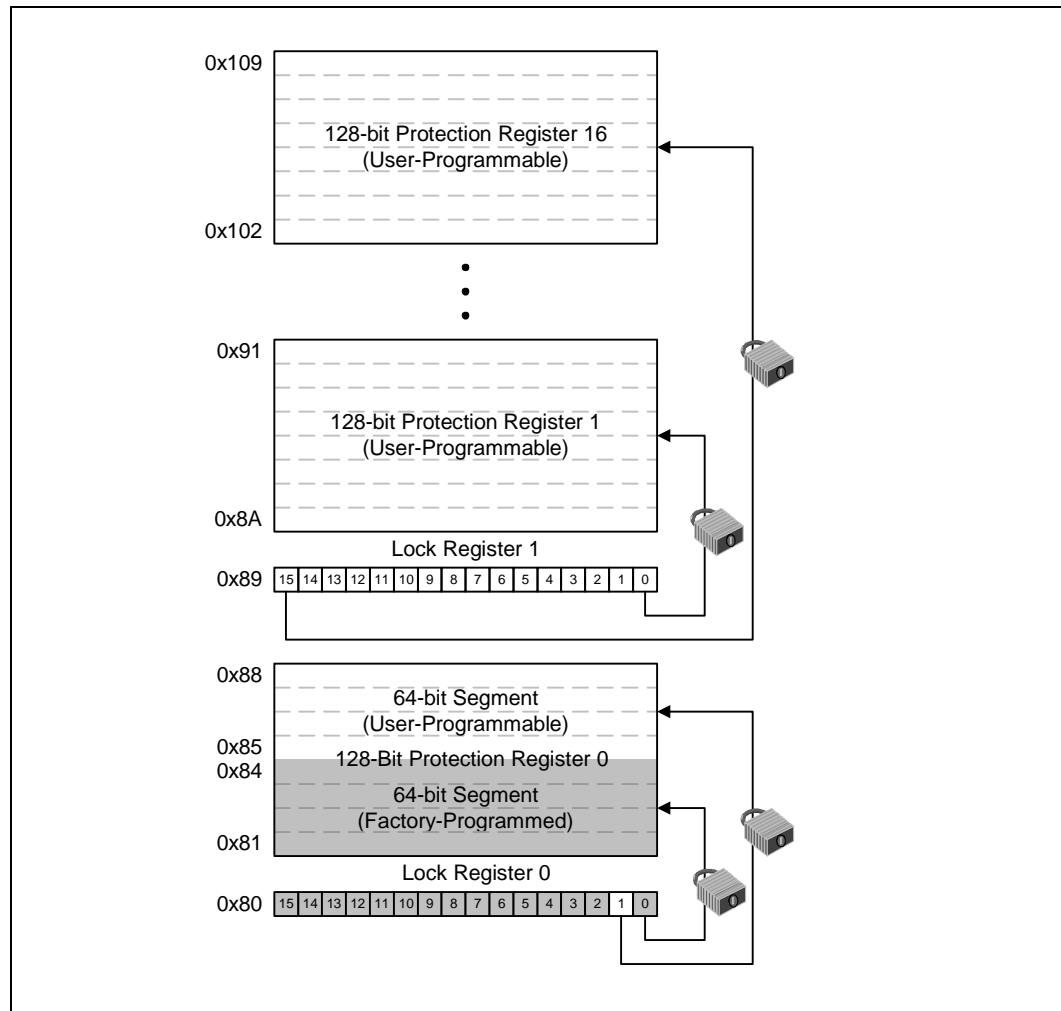 0x109
128-bit Protection Register 16
(User-Programmable)
0x102
0x91
128-bit Protection Register 1
(User-Programmable)
0x8A
Lock Register 1
0x89
15 14 13 12 11 10 9 8 7 6 5 4 3 2 1 0
0x88
64-bit Segment
(User-Programmable)
0x85
128-Bit Protection Register 0
0x84
64-bit Segment
(Factory-Programmed)
0x81
Lock Register 0
0x80
15 14 13 12 11 10 9 8 7 6 5 4 3 2 1 0